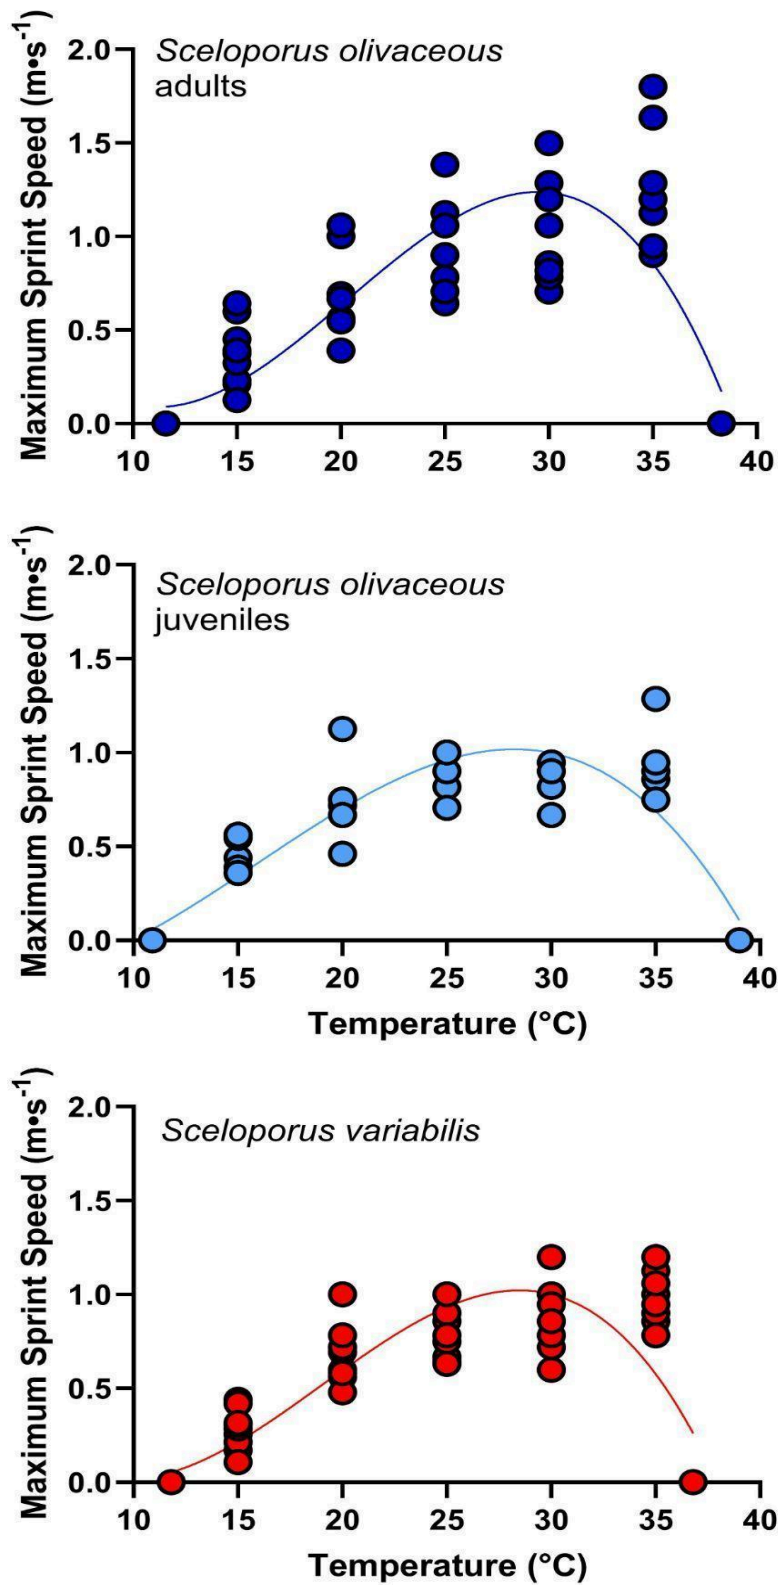 Sceloporus olivaceous
adults
Maximum Sprint Speed (m•s⁻¹)
2.0
1.5
1.0
0.5
0.0
10 15 20 25 30 35 40
Sceloporus olivaceous
juveniles
Maximum Sprint Speed (m•s⁻¹)
2.0
1.5
1.0
0.5
0.0
10 15 20 25 30 35 40
Temperature (°C)
Sceloporus variabilis
Maximum Sprint Speed (m•s⁻¹)
2.0
1.5
1.0
0.5
0.0
10 15 20 25 30 35 40
Temperature (°C)